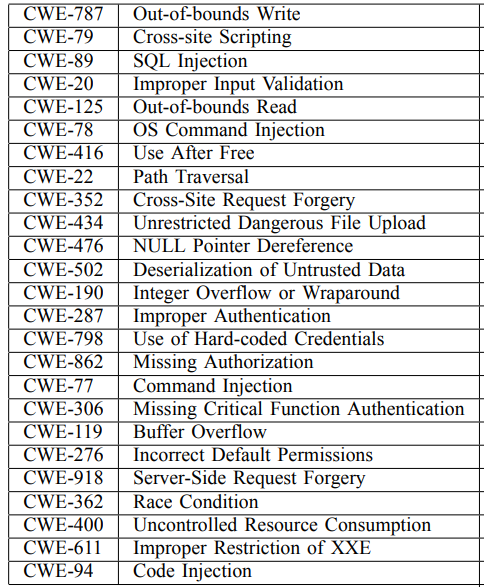 CWE-787 Out-of-bounds Write
CWE-79 Cross-site Scripting
CWE-89 SQL Injection
CWE-20 Improper Input Validation
CWE-125 Out-of-bounds Read
CWE-78 OS Command Injection
CWE-416 Use After Free
CWE-22 Path Traversal
CWE-352 Cross-Site Request Forgery
CWE-434 Unrestricted Dangerous File Upload
CWE-476 NULL Pointer Dereference
CWE-502 Deserialization of Untrusted Data
CWE-190 Integer Overflow or Wraparound
CWE-287 Improper Authentication
CWE-798 Use of Hard-coded Credentials
CWE-862 Missing Authorization
CWE-77 Command Injection
CWE-306 Missing Critical Function Authentication
CWE-119 Buffer Overflow
CWE-276 Incorrect Default Permissions
CWE-918 Server-Side Request Forgery
CWE-362 Race Condition
CWE-400 Uncontrolled Resource Consumption
CWE-611 Improper Restriction of XXE
CWE-94 Code Injection